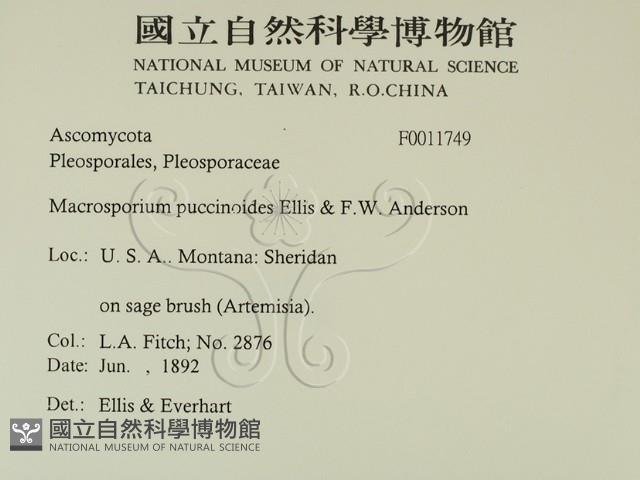 國立自然科學博物館
NATIONAL MUSEUM OF NATURAL SCIENCE
TAICHUNG, TAIWAN, R.O.CHINA
Ascomycota F0011749
Pleosporales, Pleosporaceae
Macrosporium puccinoides Ellis & F.W. Anderson
Loc.: U. S. A.. Montana: Sheridan
on sage brush (Artemisia).
Col.: L.A. Fitch; No. 2876
Date: Jun. , 1892
Det.: Ellis & Everhart
國立自然科學博物館
NATIONAL MUSEUM OF NATURAL SCIENCE